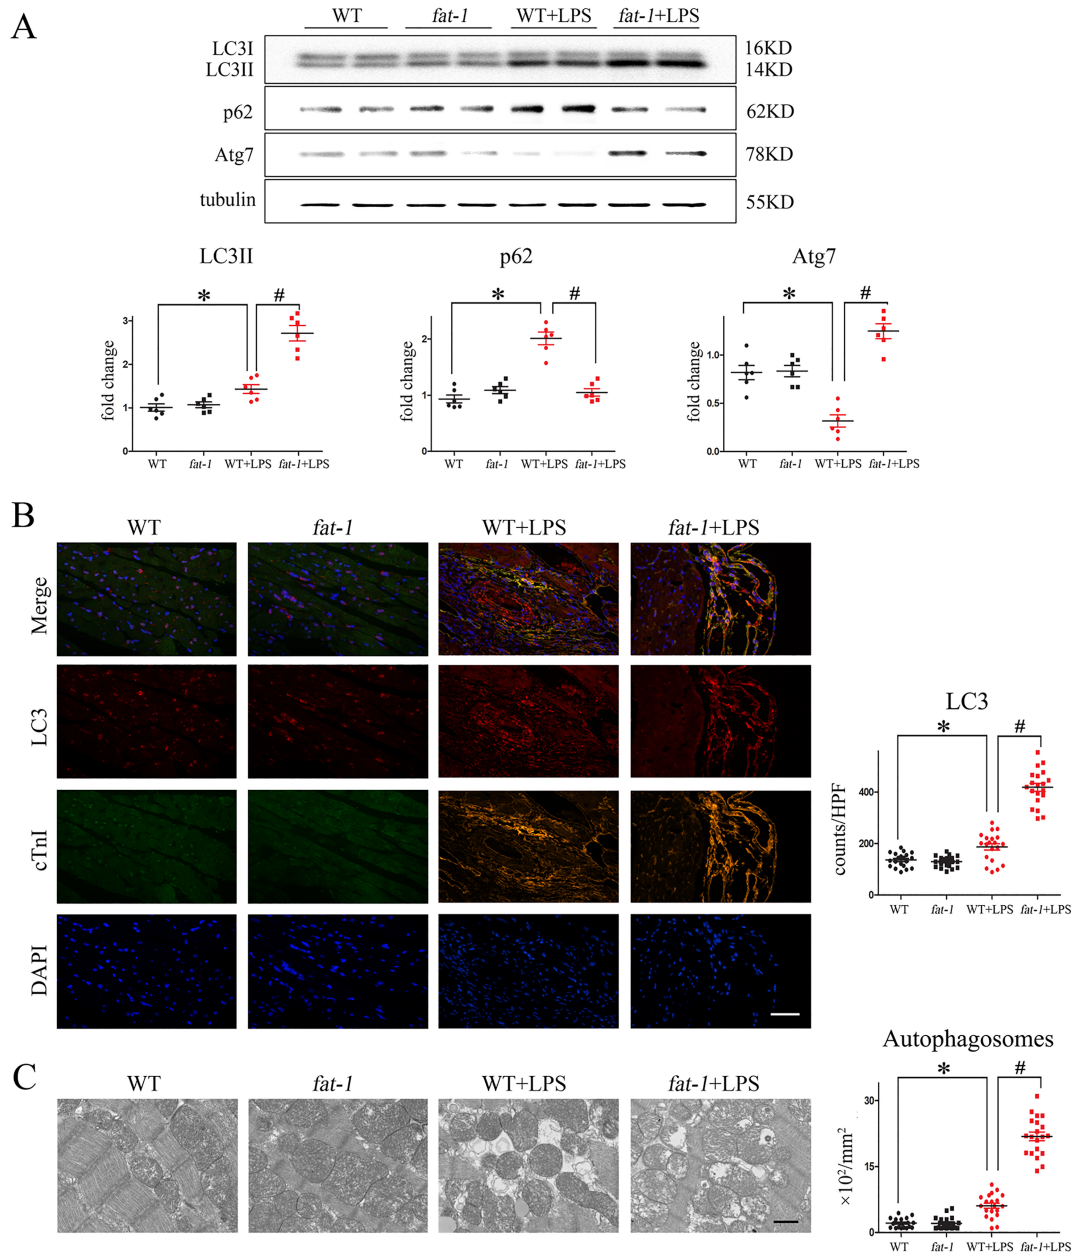 A
WT fat-1 WT+LPS fat-1+LPS
LC3I 16KD
LC3II 14KD
p62 62KD
Atg7 78KD
tubulin 55KD
LC3II p62 Atg7
* # * # * #
fold change fold change fold change
3 2 1 0
2 1 0
1.0 0.5 0.0
WT fat-1 WT+LPS fat-1+LPS WT fat-1 WT+LPS fat-1+LPS WT fat-1 WT+LPS fat-1+LPS
B
WT fat-1 WT+LPS fat-1+LPS
Merge
LC3
cTnI
DAPI
LC3
* #
counts/HPF
400
200
0
WT fat-1 WT+LPS fat-1+LPS
C
WT fat-1 WT+LPS fat-1+LPS
Autophagosomes
* #
×10²/mm²
30
15
0
WT fat-1 WT+LPS fat-1+LPS